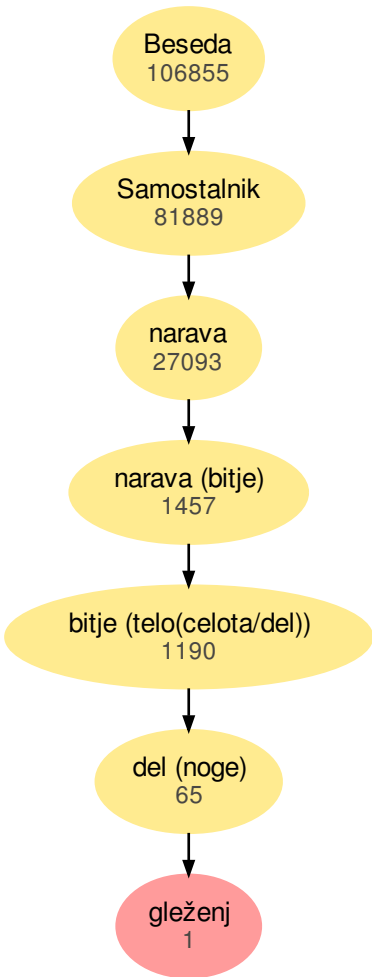 Beseda
106855
Samostalnik
81889
narava
27093
narava (bitje)
1457
bitje (telo(celota/del))
1190
del (noge)
65
gleženj
1